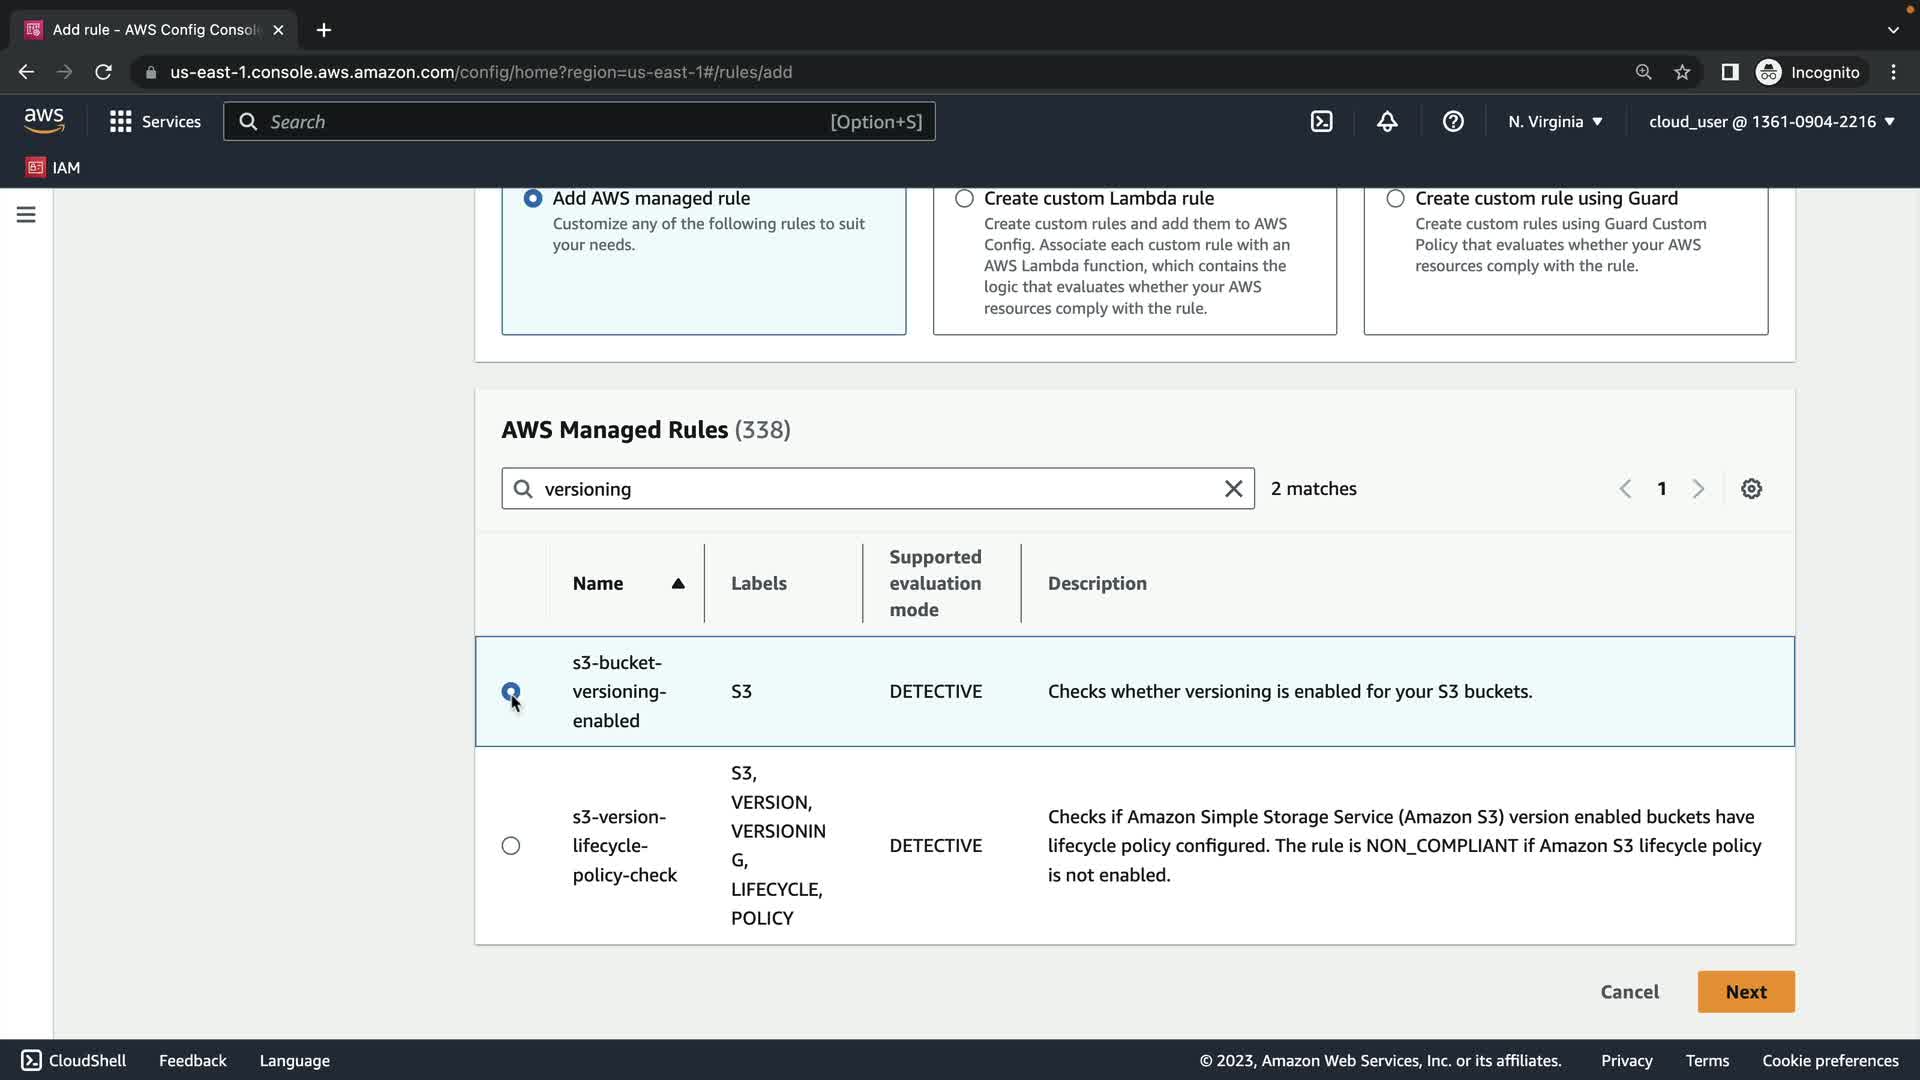 Add rule - AWS Config Consol
us-east-1.console.aws.amazon.com/config/home?region=us-east-1#/rules/add
Incognito
aws
Services
Search
[Option+S]
N. Virginia
cloud_user @ 1361-0904-2216
IAM
Add AWS managed rule
Customize any of the following rules to suit
your needs.
Create custom Lambda rule
Create custom rules and add them to AWS
Config. Associate each custom rule with an
AWS Lambda function, which contains the
logic that evaluates whether your AWS
resources comply with the rule.
Create custom rule using Guard
Create custom rules using Guard Custom
Policy that evaluates whether your AWS
resources comply with the rule.
AWS Managed Rules (338)
versioning
2 matches
1
Name
Labels
Supported
evaluation
mode
Description
s3-bucket-
versioning-
enabled
S3
DETECTIVE
Checks whether versioning is enabled for your S3 buckets.
s3-version-
lifecycle-
policy-check
S3,
VERSION,
VERSIONIN
G,
LIFECYCLE,
POLICY
DETECTIVE
Checks if Amazon Simple Storage Service (Amazon S3) version enabled buckets have
lifecycle policy configured. The rule is NON_COMPLIANT if Amazon S3 lifecycle policy
is not enabled.
Cancel
Next
CloudShell
Feedback
Language
© 2023, Amazon Web Services, Inc. or its affiliates.
Privacy
Terms
Cookie preferences